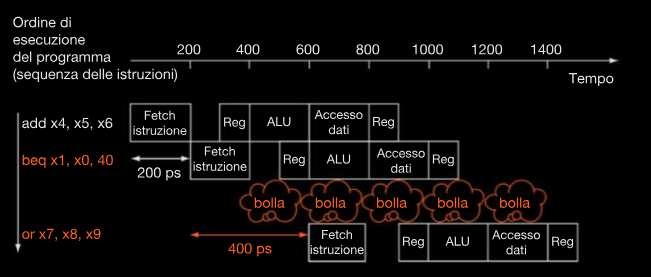 Ordine di
esecuzione
del programma
(sequenza delle istruzioni)
200 400 600 800 1000 1200 1400
Tempo
add x4, x5, x6
Fetch
istruzione
Reg
ALU
Accesso
dati
Reg
beq x1, x0, 40
200 ps
Fetch
istruzione
Reg
ALU
Accesso
dati
Reg
bolla bolla bolla bolla bolla
or x7, x8, x9
400 ps
Fetch
istruzione
Reg
ALU
Accesso
dati
Reg